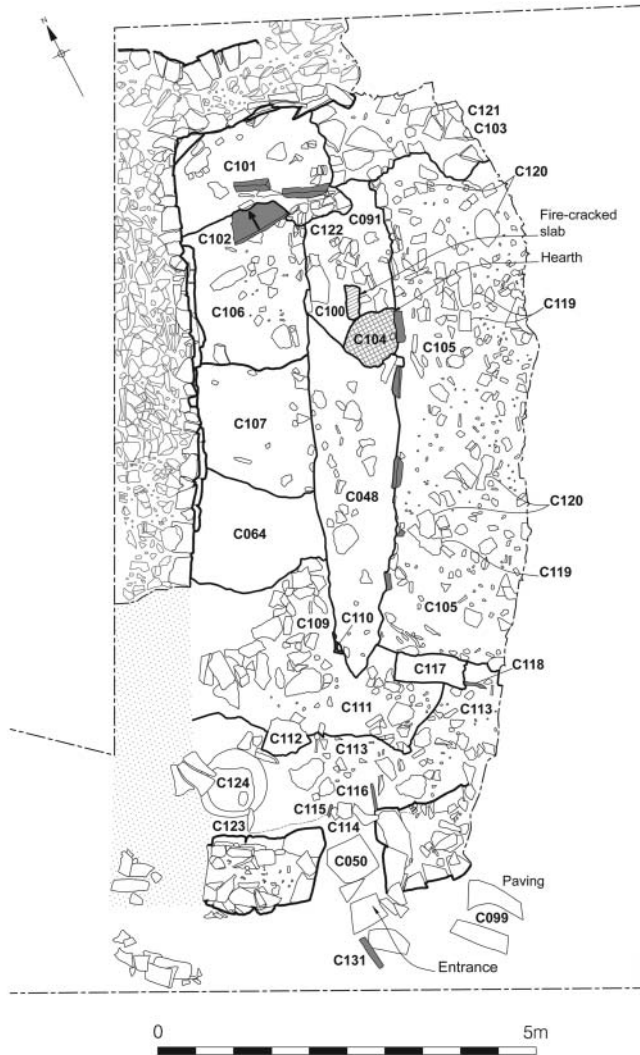 N
C121
C103
C101
C120
Fire-cracked
slab
C102
C122
C091
Hearth
C106
C100
C104
C119
C105
C107
C048
C120
C064
C119
C109
C110
C105
C117
C118
C111
C113
C112
C113
C124
C116
C115
C123
C114
C050
Paving
C099
C131
Entrance
0
5m